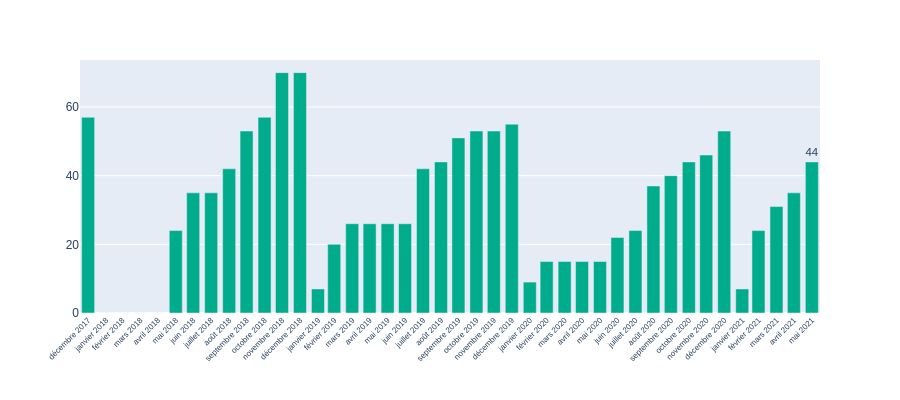 60
40
20
0
44
décembre 2017
janvier 2018
février 2018
mars 2018
avril 2018
mai 2018
juin 2018
juillet 2018
août 2018
septembre 2018
octobre 2018
novembre 2018
décembre 2018
janvier 2019
février 2019
mars 2019
avril 2019
mai 2019
juin 2019
juillet 2019
août 2019
septembre 2019
octobre 2019
novembre 2019
décembre 2019
janvier 2020
février 2020
mars 2020
avril 2020
mai 2020
juin 2020
juillet 2020
août 2020
septembre 2020
octobre 2020
novembre 2020
décembre 2020
janvier 2021
février 2021
mars 2021
avril 2021
mai 2021